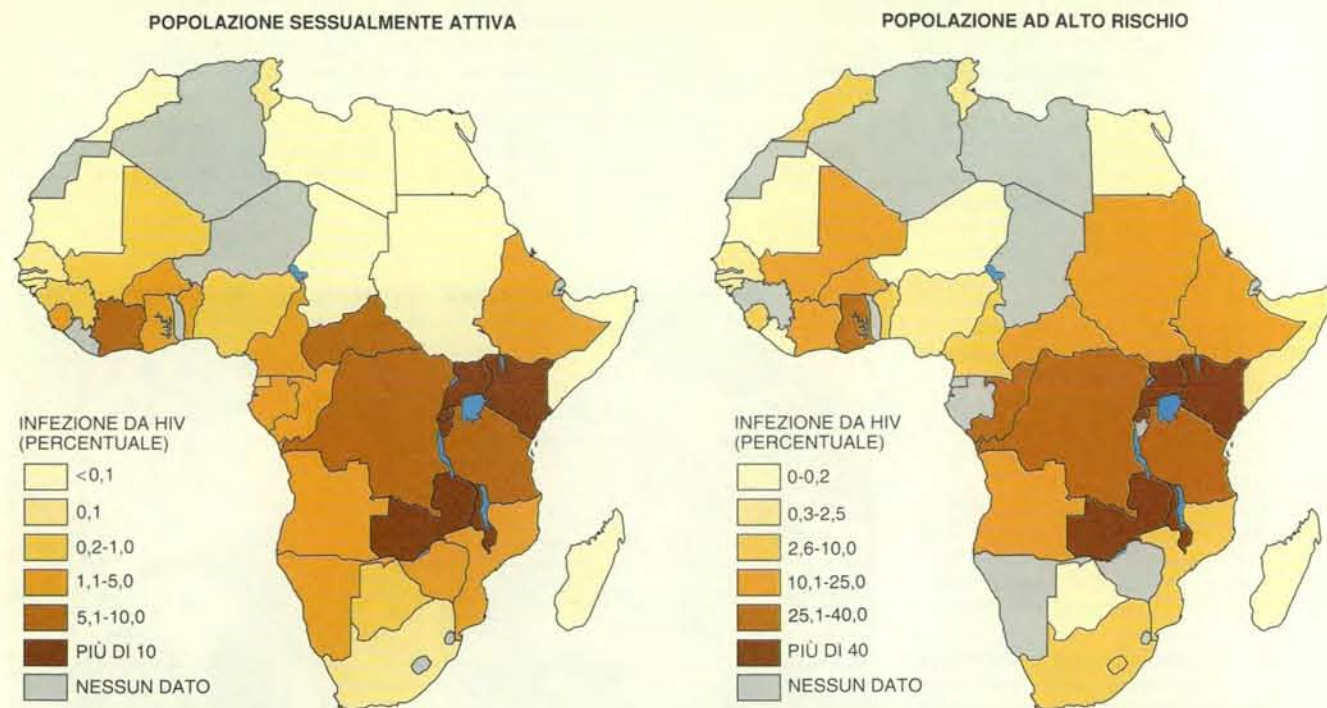 POPOLAZIONE SESSUALMENTE ATTIVA
INFEZIONE DA HIV
(PERCENTUALE)
<0,1
0,1
0,2-1,0
1,1-5,0
5,1-10,0
PIÙ DI 10
NESSUN DATO
POPOLAZIONE AD ALTO RISCHIO
INFEZIONE DA HIV
(PERCENTUALE)
0-0,2
0,3-2,5
2,6-10,0
10,1-25,0
25,1-40,0
PIÙ DI 40
NESSUN DATO